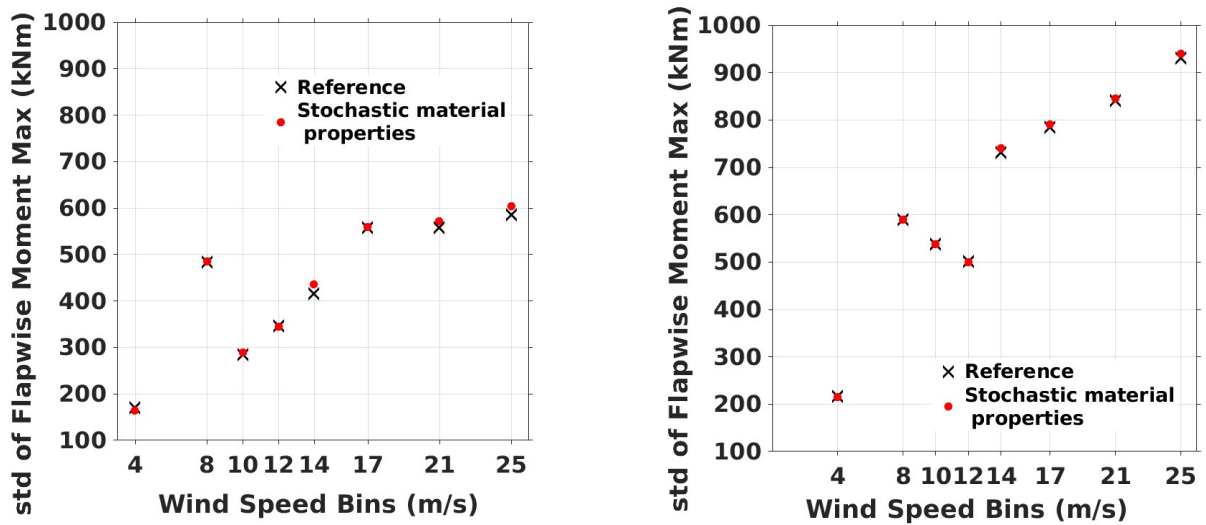 std of Flapwise Moment Max (kNm)
1000
900
800
700
600
500
400
300
200
100
Reference
Stochastic material
properties
4 8 10 12 14 17 21 25
Wind Speed Bins (m/s)
std of Flapwise Moment Max (kNm)
1000
900
800
700
600
500
400
300
200
100
Reference
Stochastic material
properties
4 8 10 12 14 17 21 25
Wind Speed Bins (m/s)